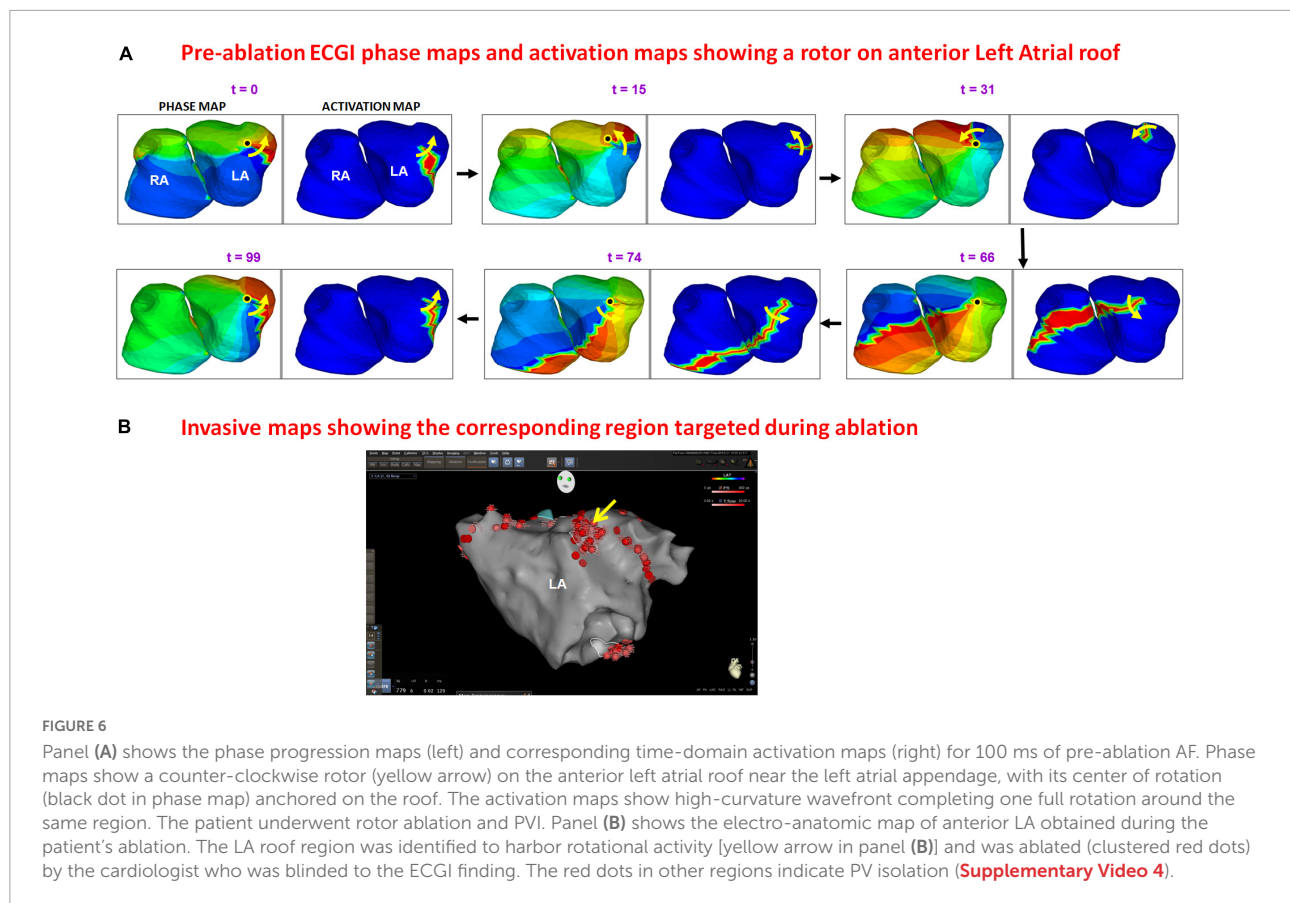 A Pre-ablation ECGI phase maps and activation maps showing a rotor on anterior Left Atrial roof
t = 0 t = 15 t = 31
PHASE MAP ACTIVATION MAP
RA LA RA LA
t = 99 t = 74 t = 66
B Invasive maps showing the corresponding region targeted during ablation
LAT
LA
779 6 0.02 129
FIGURE 6
Panel (A) shows the phase progression maps (left) and corresponding time-domain activation maps (right) for 100 ms of pre-ablation AF. Phase
maps show a counter-clockwise rotor (yellow arrow) on the anterior left atrial roof near the left atrial appendage, with its center of rotation
(black dot in phase map) anchored on the roof. The activation maps show high-curvature wavefront completing one full rotation around the
same region. The patient underwent rotor ablation and PVI. Panel (B) shows the electro-anatomic map of anterior LA obtained during the
patient's ablation. The LA roof region was identified to harbor rotational activity [yellow arrow in panel (B)] and was ablated (clustered red dots)
by the cardiologist who was blinded to the ECGI finding. The red dots in other regions indicate PV isolation (Supplementary Video 4).